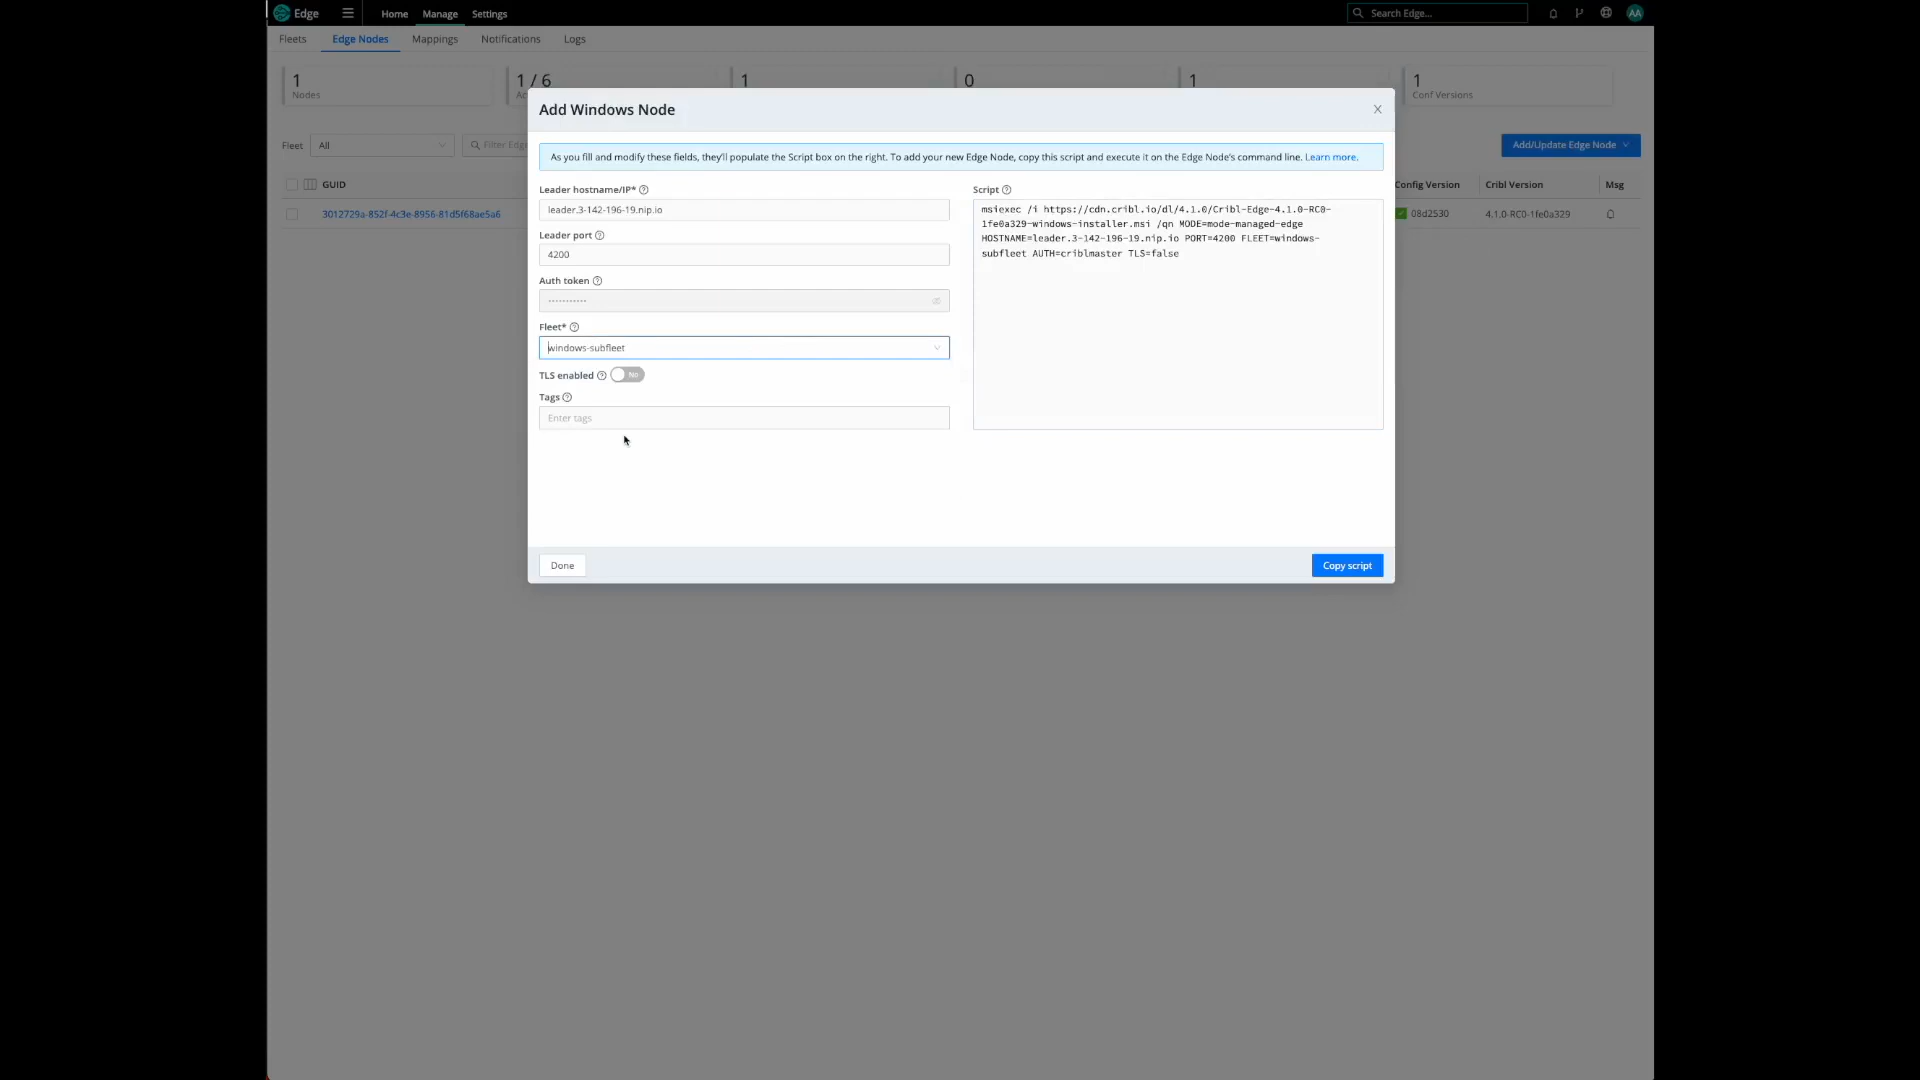 Edge
Home Manage Settings
Search Edge...
AA
Fleets Edge Nodes Mappings Notifications Logs
1
Nodes
1 / 6
1
0
1
1
Conf Versions
Add Windows Node
Fleet All
Filter Edge
Add/Update Edge Node
As you fill and modify these fields, they'll populate the Script box on the right. To add your new Edge Node, copy this script and execute it on the Edge Node's command line. Learn more.
GUID
Config Version
Cribl Version
Msg
3012729a-852f-4c3e-8956-81d5f68ae5a6
08d2530
4.1.0-RC0-1fe0a329
Leader hostname/IP*
leader.3-142-196-19.nip.io
Leader port
4200
Auth token
Fleet*
windows-subfleet
TLS enabled No
Tags
Enter tags
Script
msiexec /i https://cdn.cribl.io/dl/4.1.0/Cribl-Edge-4.1.0-RC0-
1fe0a329-windows-installer.msi /qn MODE=mode-managed-edge
HOSTNAME=leader.3-142-196-19.nip.io PORT=4200 FLEET=windows-
subfleet AUTH=criblmaster TLS=false
Done
Copy script